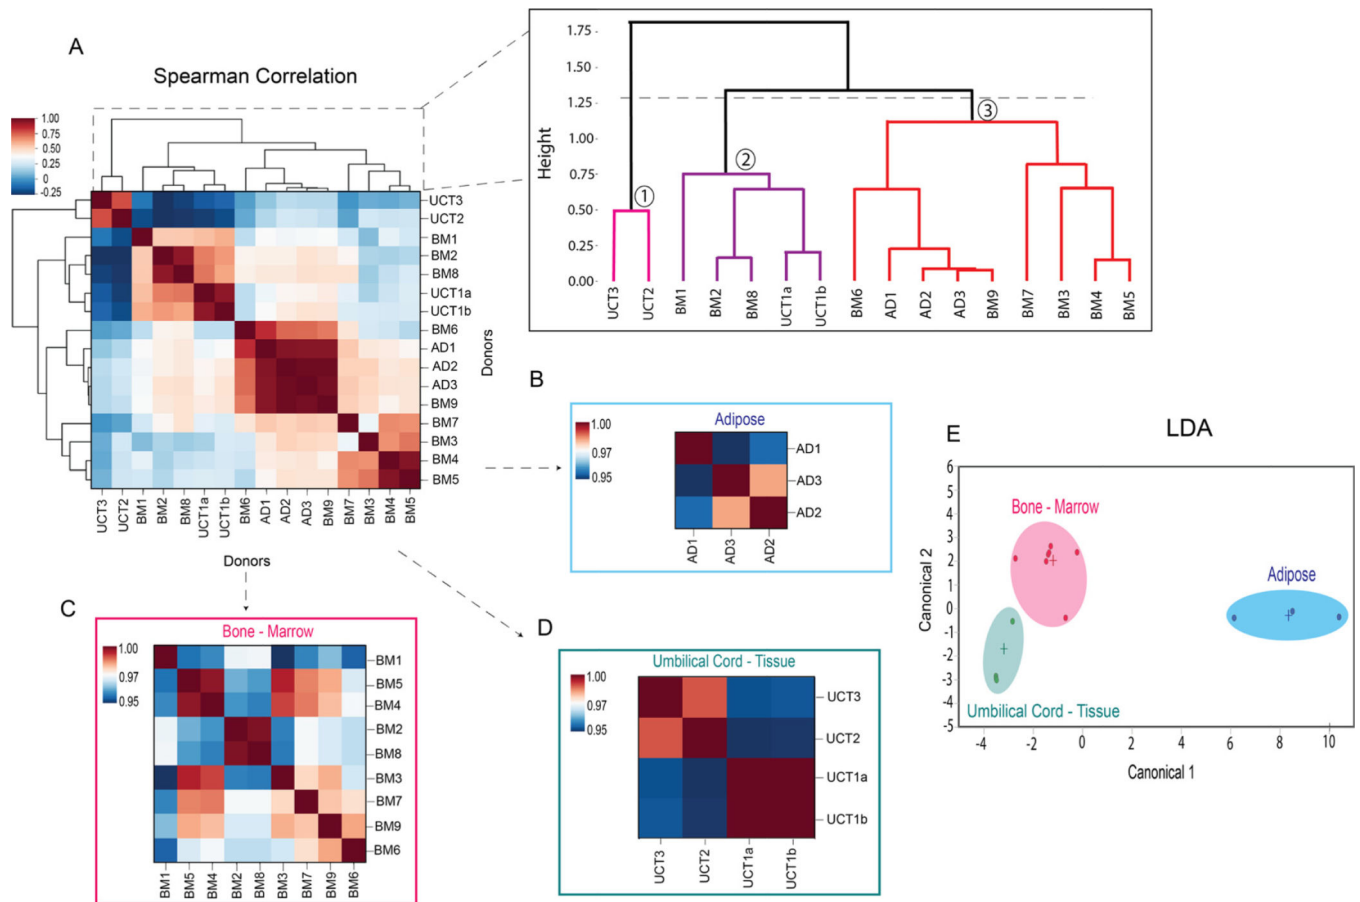 A
Spearman Correlation
1.00
0.75
0.50
0.25
0
-0.25
UCT3
UCT2
BM1
BM2
BM8
UCT1a
UCT1b
BM6
AD1
AD2
AD3
BM9
BM7
BM3
BM4
BM5
Donors
UCT3
UCT2
BM1
BM2
BM8
UCT1a
UCT1b
BM6
AD1
AD2
AD3
BM9
BM7
BM3
BM4
BM5
Donors
Height
1.75
1.50
1.25
1.00
0.75
0.50
0.25
0.00
1
2
3
UCT3
UCT2
BM1
BM2
BM8
UCT1a
UCT1b
BM6
AD1
AD2
AD3
BM9
BM7
BM3
BM4
BM5
B
Adipose
1.00
0.97
0.95
AD1
AD3
AD2
AD1
AD3
AD2
C
Bone - Marrow
1.00
0.97
0.95
BM1
BM5
BM4
BM2
BM8
BM3
BM7
BM9
BM6
BM1
BM5
BM4
BM2
BM8
BM3
BM7
BM9
BM6
D
Umbilical Cord - Tissue
1.00
0.97
0.95
UCT3
UCT2
UCT1a
UCT1b
UCT3
UCT2
UCT1a
UCT1b
E
LDA
Canonical 2
6
5
4
3
2
1
0
-1
-2
-3
-4
-5
Bone - Marrow
Adipose
Umbilical Cord - Tissue
-4
-2
0
2
4
6
8
10
Canonical 1